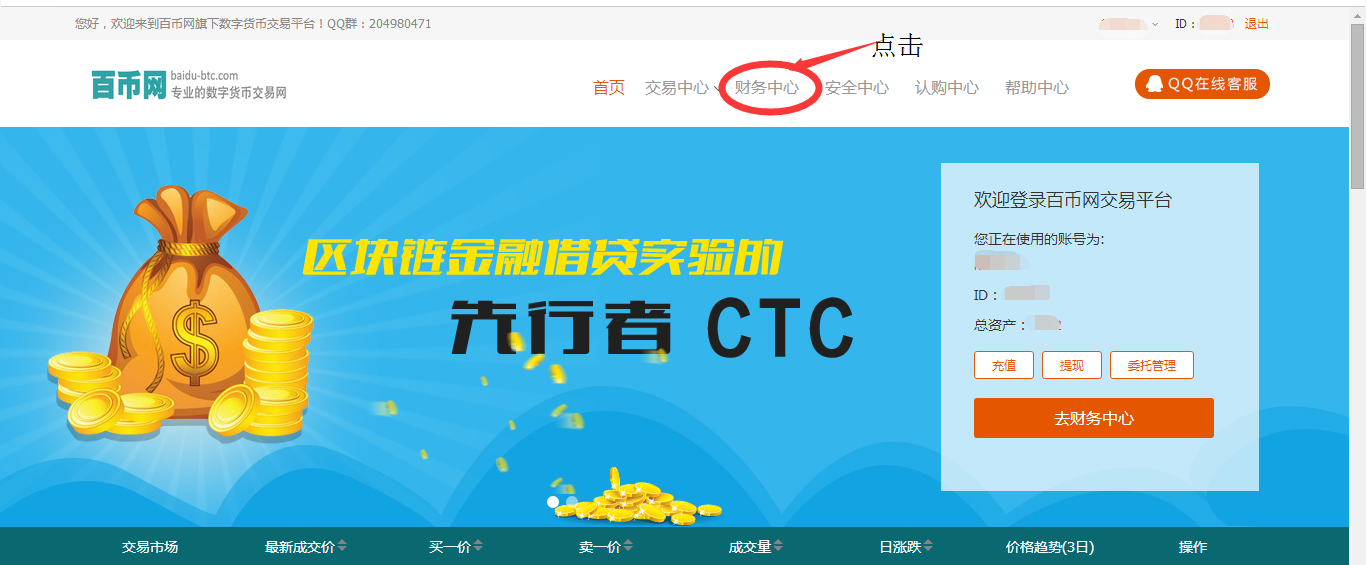 您好，欢迎来到百币网旗下数字货币交易平台！QQ群：204980471
ID：
退出
点击
百币网
baidu-btc.com
专业的数字货币交易网
首页 交易中心 财务中心 安全中心 认购中心 帮助中心
QQ在线客服
区块链金融借贷实验的
先行者 CTC
欢迎登录百币网交易平台
您正在使用的账号为:
ID：
总资产：
充值 提现 委托管理
去财务中心
交易市场 最新成交价 买一价 卖一价 成交量 日涨跌 价格趋势(3日) 操作